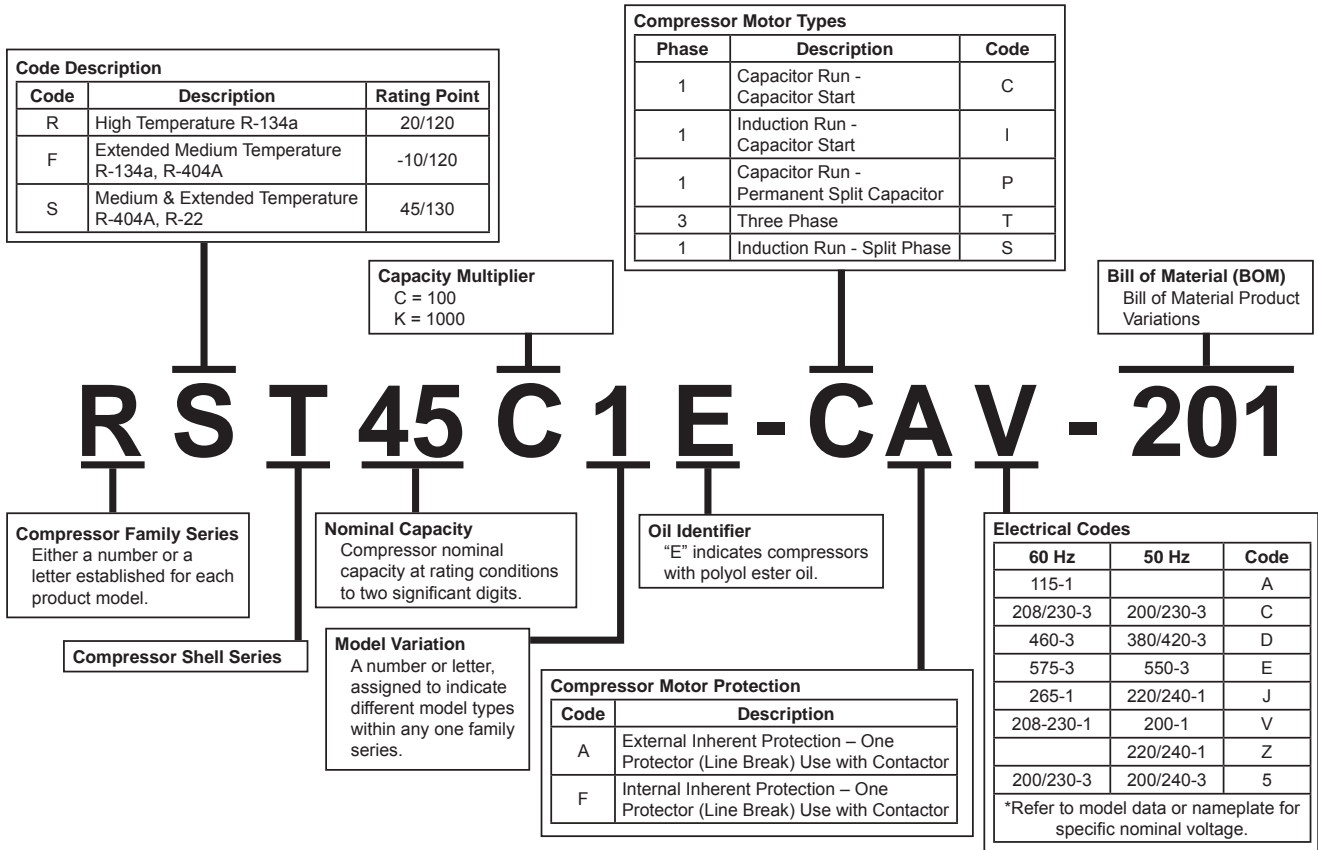 Code Description
Code Description Rating Point
R High Temperature R-134a 20/120
F Extended Medium Temperature
R-134a, R-404A -10/120
S Medium & Extended Temperature
R-404A, R-22 45/130
Compressor Motor Types
Phase Description Code
1 Capacitor Run -
Capacitor Start C
1 Induction Run -
Capacitor Start I
1 Capacitor Run -
Permanent Split Capacitor P
3 Three Phase T
1 Induction Run - Split Phase S
Capacity Multiplier
C = 100
K = 1000
Bill of Material (BOM)
Bill of Material Product
Variations
R S T 45 C 1 E - C A V - 201
Compressor Family Series
Either a number or a
letter established for each
product model.
Compressor Shell Series
Nominal Capacity
Compressor nominal
capacity at rating conditions
to two significant digits.
Model Variation
A number or letter,
assigned to indicate
different model types
within any one family
series.
Oil Identifier
“E” indicates compressors
with polyol ester oil.
Compressor Motor Protection
Code Description
A External Inherent Protection – One
Protector (Line Break) Use with Contactor
F Internal Inherent Protection – One
Protector (Line Break) Use with Contactor
Electrical Codes
60 Hz 50 Hz Code
115-1 A
208/230-3 200/230-3 C
460-3 380/420-3 D
575-3 550-3 E
265-1 220/240-1 J
208-230-1 200-1 V
220/240-1 Z
200/230-3 200/240-3 5
*Refer to model data or nameplate for
specific nominal voltage.